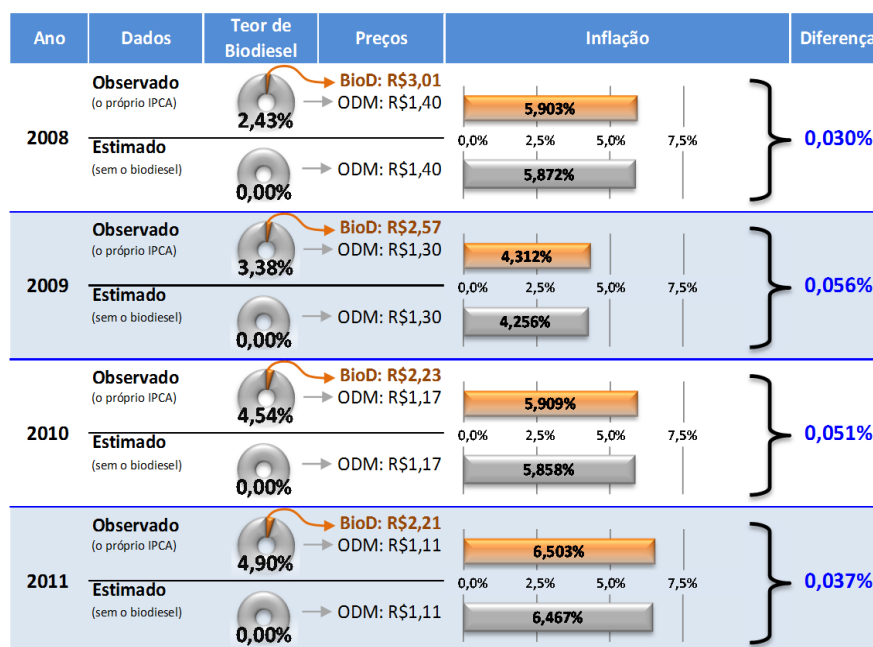 Ano Dados Teor de Biodiesel Preços Inflação Diferença
Observado
(o próprio IPCA)
2,43%
BioD: R$3,01
ODM: R$1,40
5,903%
2008
0,0% 2,5% 5,0% 7,5%
0,030%
Estimado
(sem o biodiesel)
0,00%
ODM: R$1,40
5,872%
Observado
(o próprio IPCA)
3,38%
BioD: R$2,57
ODM: R$1,30
4,312%
2009
0,0% 2,5% 5,0% 7,5%
0,056%
Estimado
(sem o biodiesel)
0,00%
ODM: R$1,30
4,256%
Observado
(o próprio IPCA)
4,54%
BioD: R$2,23
ODM: R$1,17
5,909%
2010
0,0% 2,5% 5,0% 7,5%
0,051%
Estimado
(sem o biodiesel)
0,00%
ODM: R$1,17
5,858%
Observado
(o próprio IPCA)
4,90%
BioD: R$2,21
ODM: R$1,11
6,503%
2011
0,0% 2,5% 5,0% 7,5%
0,037%
Estimado
(sem o biodiesel)
0,00%
ODM: R$1,11
6,467%